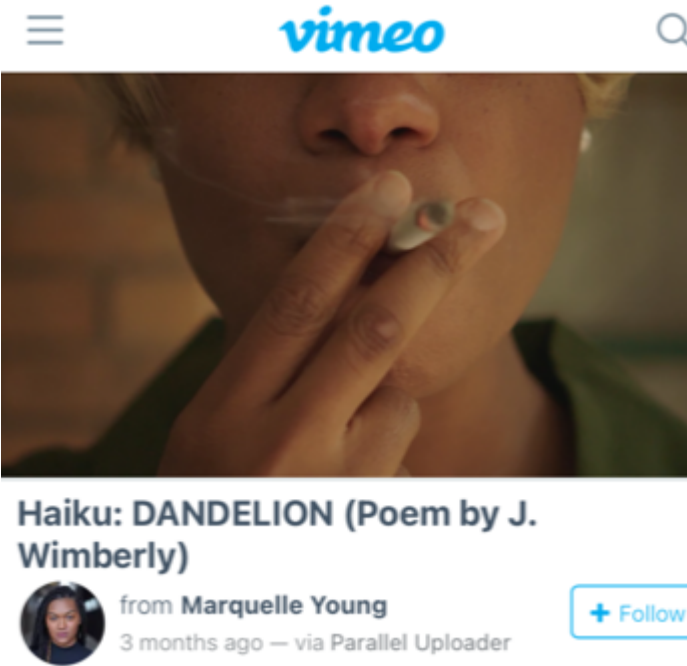 vimeo
Haiku: DANDELION (Poem by J.
Wimberly)
from Marquelle Young
+ Follow
3 months ago — via Parallel Uploader